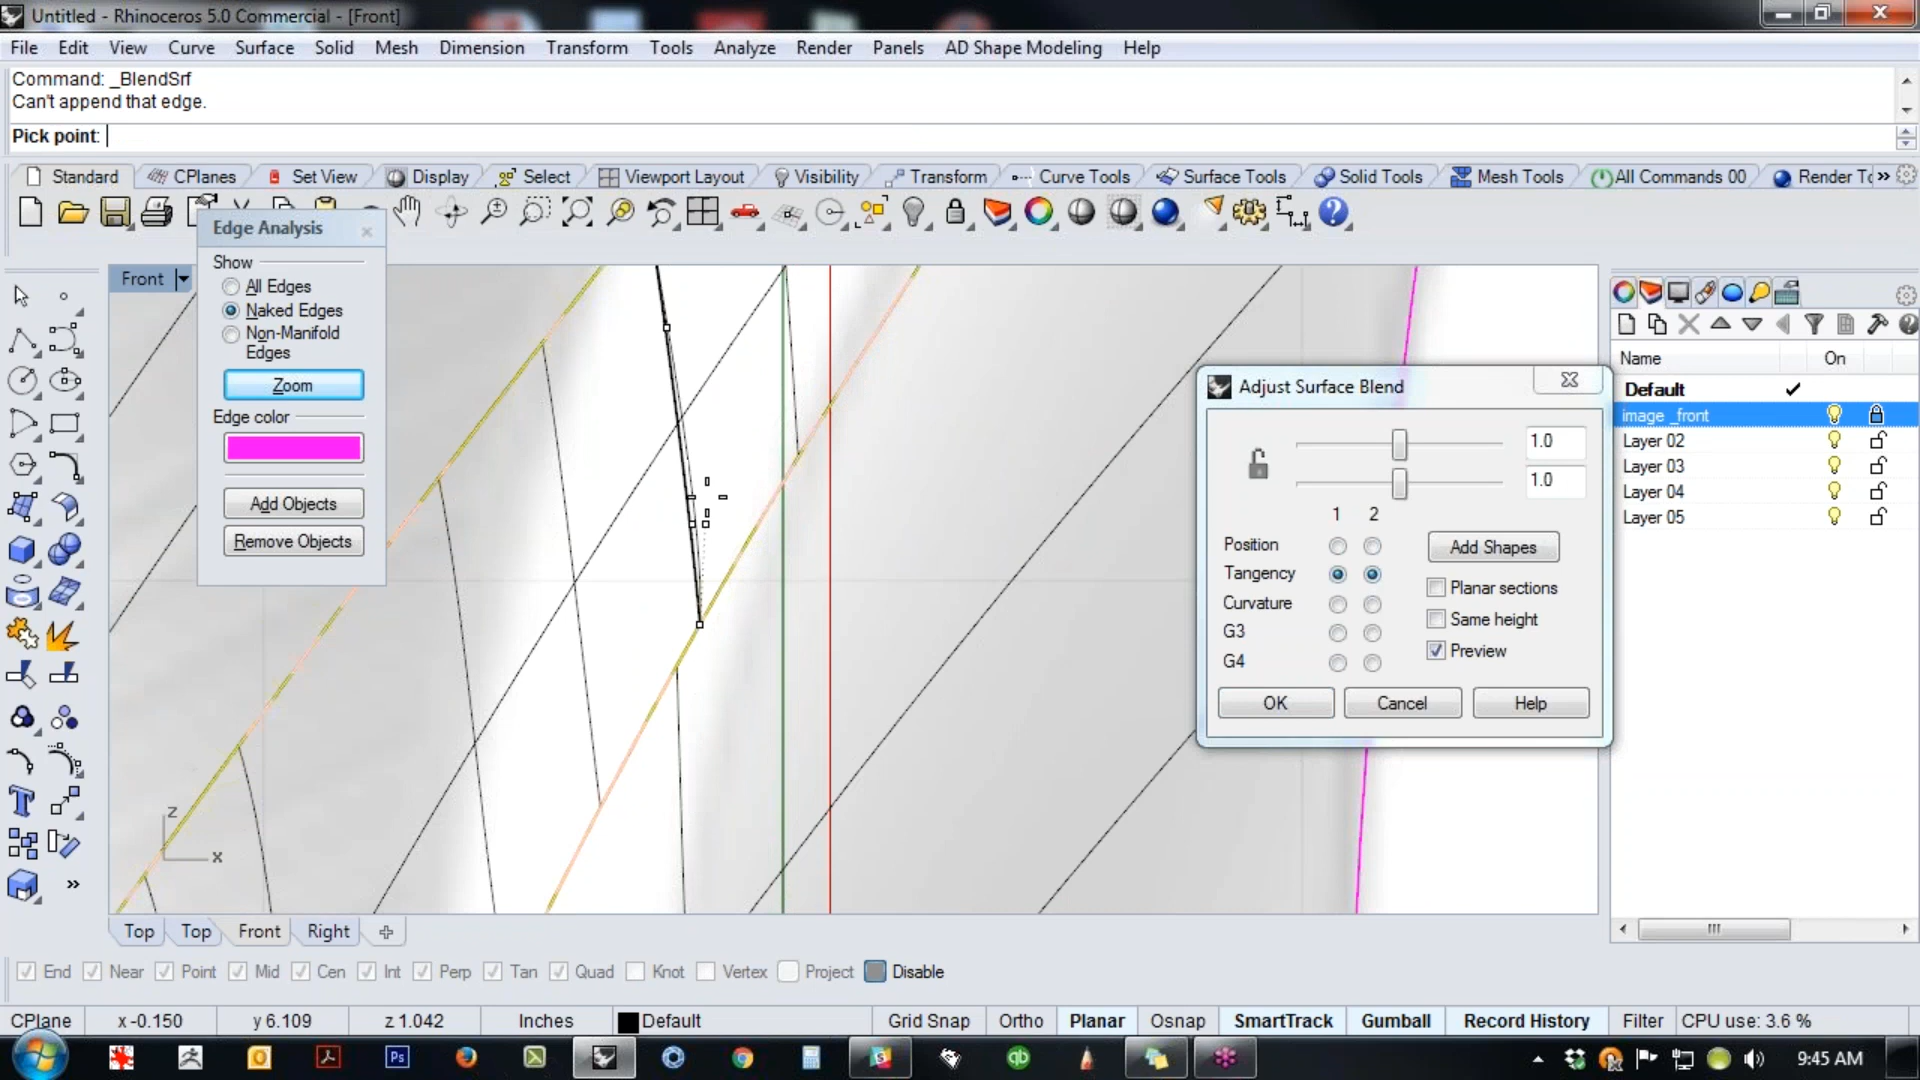 Untitled - Rhinoceros 5.0 Commercial - [Front]
File Edit View Curve Surface Solid Mesh Dimension Transform Tools Analyze Render Panels AD Shape Modeling Help
Command: _BlendSrf
Can't append that edge.
Pick point:
Standard CPlanes Set View Display Select Viewport Layout Visibility Transform Curve Tools Surface Tools Solid Tools Mesh Tools All Commands 00 Render To
Edge Analysis
Show
All Edges
Naked Edges
Non-Manifold
Edges
Zoom
Edge color
Add Objects
Remove Objects
Front
z
x
Adjust Surface Blend
1.0
1.0
1 2
Position
Tangency
Curvature
G3
G4
Add Shapes
Planar sections
Same height
Preview
OK Cancel Help
Name On
Default
image _front
Layer 02
Layer 03
Layer 04
Layer 05
Top Top Front Right
End Near Point Mid Cen Int Perp Tan Quad Knot Vertex Project Disable
CPlane x -0.150 y 6.109 z 1.042 Inches Default Grid Snap Ortho Planar Osnap SmartTrack Gumball Record History Filter CPU use: 3.6 %
Ps
qb
9:45 AM